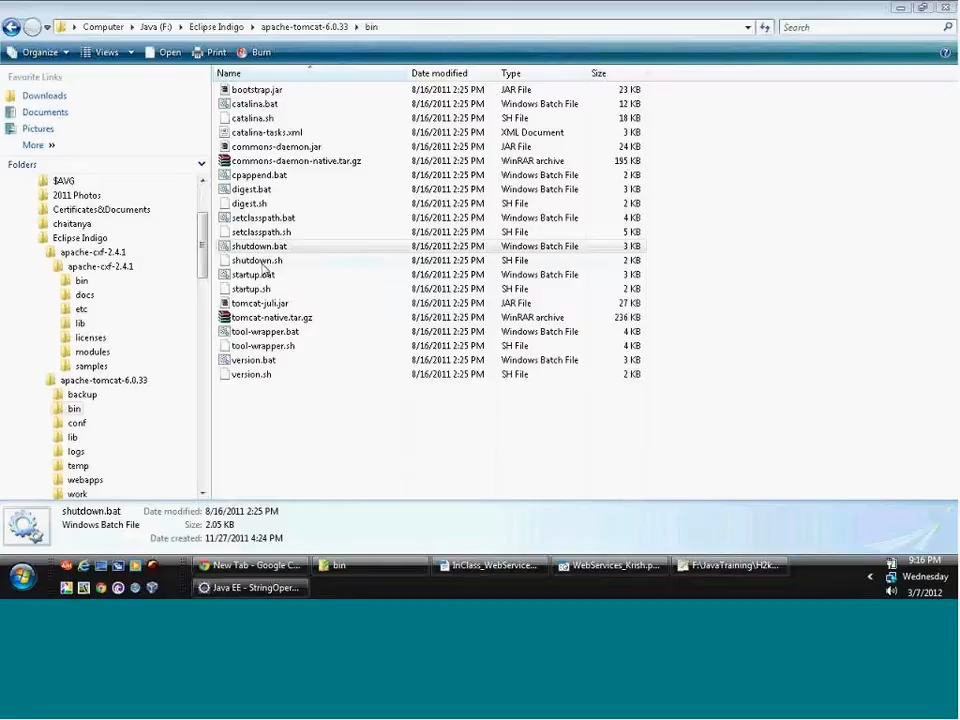 Computer ▸ Java (F:) ▸ Eclipse Indigo ▸ apache-tomcat-6.0.33 ▸ bin
Search
Organize Views Open Print Burn
Favorite Links
Downloads
Documents
Pictures
More »
Folders
$AVG
2011 Photos
Certificates&Documents
chaitanya
Eclipse Indigo
apache-cxf-2.4.1
apache-cxf-2.4.1
bin
docs
etc
lib
licenses
modules
samples
apache-tomcat-6.0.33
backup
bin
conf
lib
logs
temp
webapps
work
Name Date modified Type Size
bootstrap.jar 8/16/2011 2:25 PM JAR File 23 KB
catalina.bat 8/16/2011 2:25 PM Windows Batch File 12 KB
catalina.sh 8/16/2011 2:25 PM SH File 18 KB
catalina-tasks.xml 8/16/2011 2:25 PM XML Document 3 KB
commons-daemon.jar 8/16/2011 2:25 PM JAR File 24 KB
commons-daemon-native.tar.gz 8/16/2011 2:25 PM WinRAR archive 195 KB
cpappend.bat 8/16/2011 2:25 PM Windows Batch File 2 KB
digest.bat 8/16/2011 2:25 PM Windows Batch File 3 KB
digest.sh 8/16/2011 2:25 PM SH File 2 KB
setclasspath.bat 8/16/2011 2:25 PM Windows Batch File 4 KB
setclasspath.sh 8/16/2011 2:25 PM SH File 5 KB
shutdown.bat 8/16/2011 2:25 PM Windows Batch File 3 KB
shutdown.sh 8/16/2011 2:25 PM SH File 2 KB
startup.bat 8/16/2011 2:25 PM Windows Batch File 3 KB
startup.sh 8/16/2011 2:25 PM SH File 2 KB
tomcat-juli.jar 8/16/2011 2:25 PM JAR File 27 KB
tomcat-native.tar.gz 8/16/2011 2:25 PM WinRAR archive 236 KB
tool-wrapper.bat 8/16/2011 2:25 PM Windows Batch File 4 KB
tool-wrapper.sh 8/16/2011 2:25 PM SH File 4 KB
version.bat 8/16/2011 2:25 PM Windows Batch File 3 KB
version.sh 8/16/2011 2:25 PM SH File 2 KB
shutdown.bat Date modified: 8/16/2011 2:25 PM
Windows Batch File Size: 2.05 KB
Date created: 11/27/2011 4:24 PM
New Tab - Google C... bin InClass_WebService... WebServices_Krish.p... F:\JavaTraining\H2k...
Java EE - StringOper...
9:16 PM
Wednesday
3/7/2012